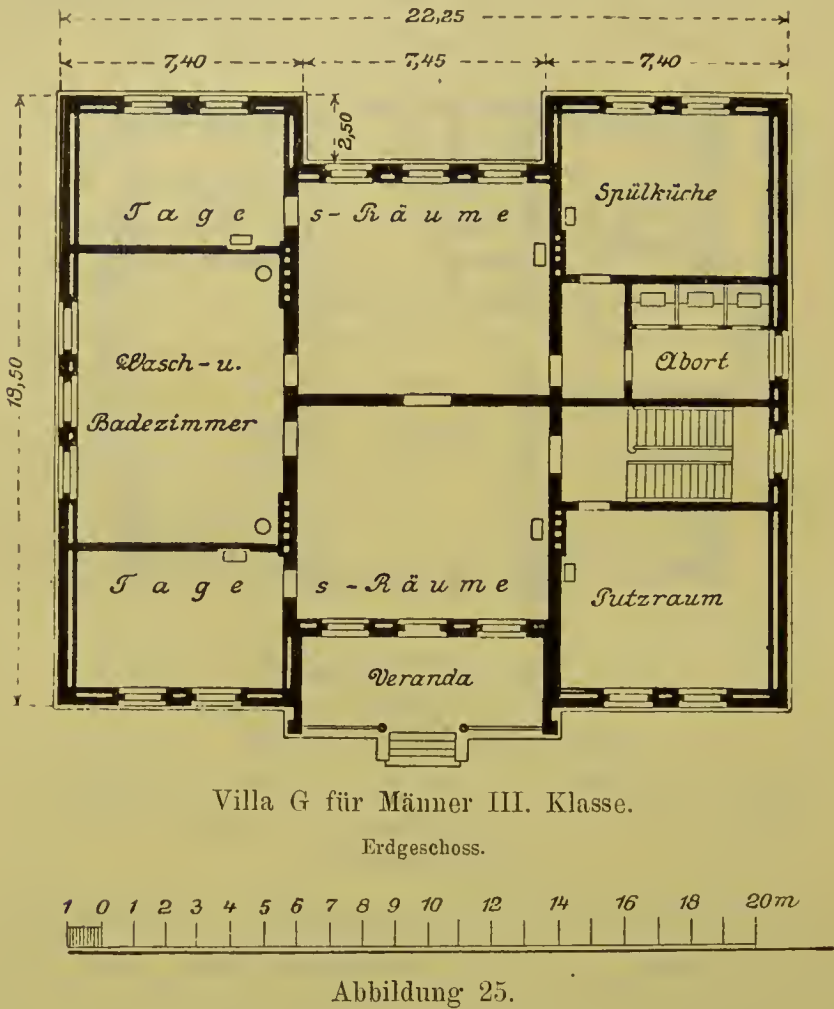 22,25
7,40 7,45 7,40
2,50
18,50
Tage s-Räume
Spülküche
Wasch- u.
Badezimmer
Abort
Tage s-Räume
Putzraum
Veranda
Villa G für Männer III. Klasse.
Erdgeschoss.
1 0 1 2 3 4 5 6 7 8 9 10 12 14 16 18 20 m
Abbildung 25.